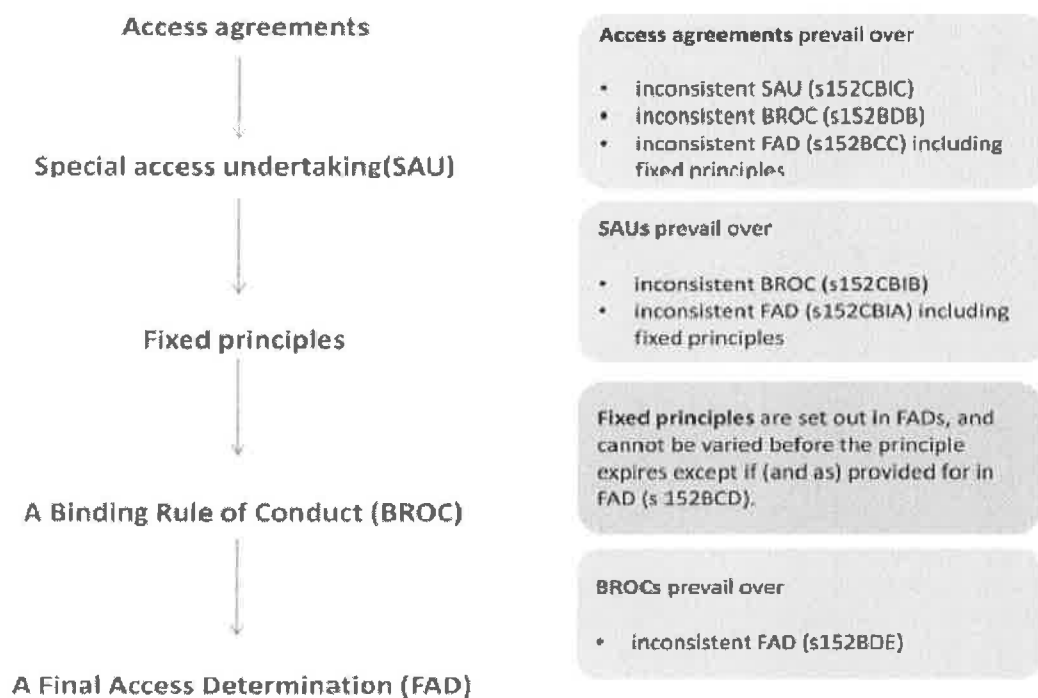 Access agreements
Special access undertaking(SAU)
Fixed principles
A Binding Rule of Conduct (BROC)
A Final Access Determination (FAD)
Access agreements prevail over
• inconsistent SAU (s152CBIC)
• inconsistent BROC (s152BDB)
• inconsistent FAD (s152BCC) including
fixed principles
SAUs prevail over
• inconsistent BROC (s152CBIB)
• inconsistent FAD (s152CBIA) including
fixed principles
Fixed principles are set out in FADs, and
cannot be varied before the principle
expires except if (and as) provided for in
FAD (s 152BCD).
BROCs prevail over
• inconsistent FAD (s152BDE)